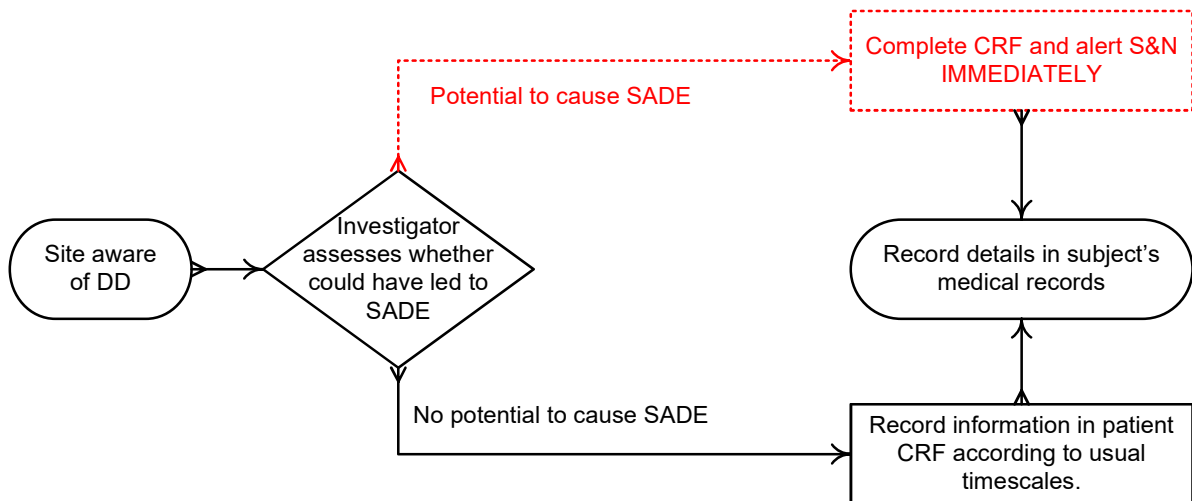 Complete CRF and alert S&N
IMMEDIATELY
Potential to cause SADE
Site aware
of DD
Investigator
assesses whether
could have led to
SADE
Record details in subject’s
medical records
No potential to cause SADE
Record information in patient
CRF according to usual
timescales.